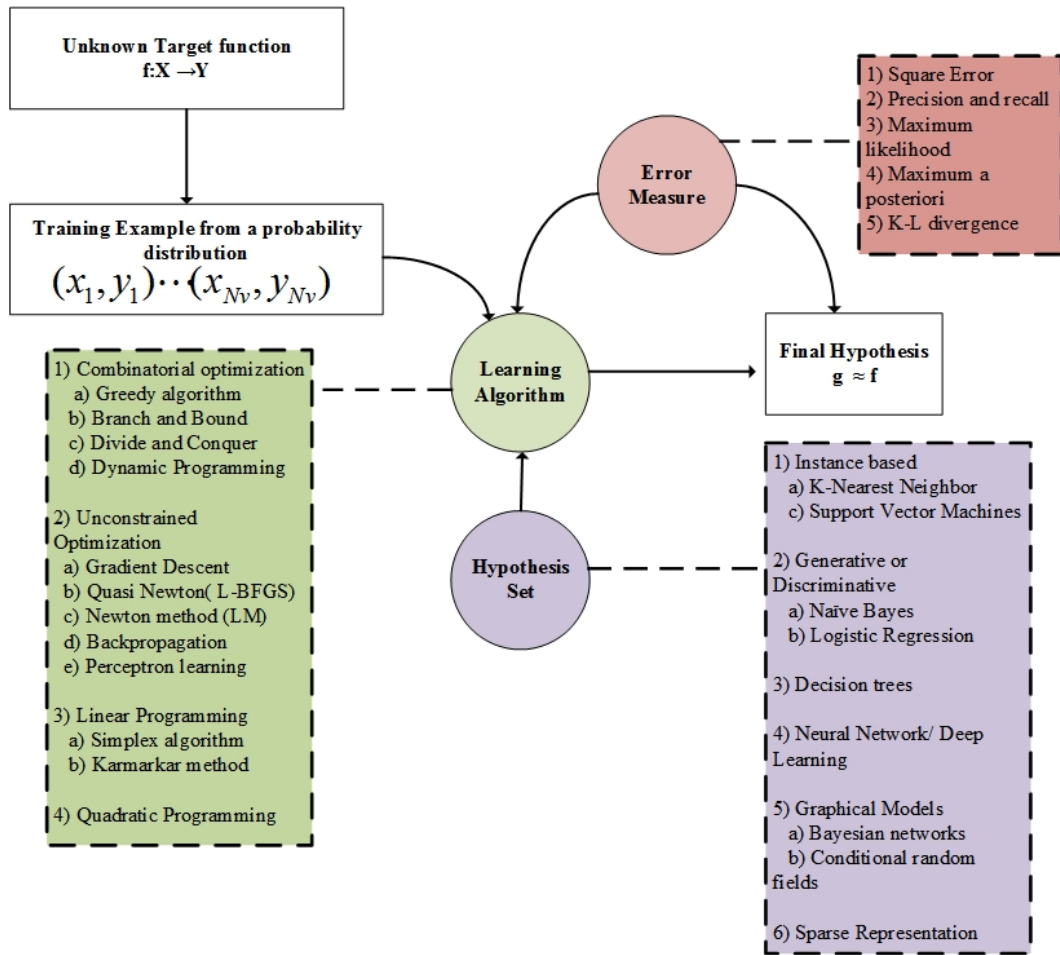 Unknown Target function
f:X →Y
Training Example from a probability
distribution
(x₁, y₁)⋯(x_Nv, y_Nv)
Error
Measure
1) Square Error
2) Precision and recall
3) Maximum
likelihood
4) Maximum a
posteriori
5) K-L divergence
Learning
Algorithm
Final Hypothesis
g ≈ f
1) Combinatorial optimization
a) Greedy algorithm
b) Branch and Bound
c) Divide and Conquer
d) Dynamic Programming
2) Unconstrained
Optimization
a) Gradient Descent
b) Quasi Newton( L-BFGS)
c) Newton method (LM)
d) Backpropagation
e) Perceptron learning
3) Linear Programming
a) Simplex algorithm
b) Karmarkar method
4) Quadratic Programming
Hypothesis
Set
1) Instance based
a) K-Nearest Neighbor
c) Support Vector Machines
2) Generative or
Discriminative
a) Naïve Bayes
b) Logistic Regression
3) Decision trees
4) Neural Network/ Deep
Learning
5) Graphical Models
a) Bayesian networks
b) Conditional random
fields
6) Sparse Representation